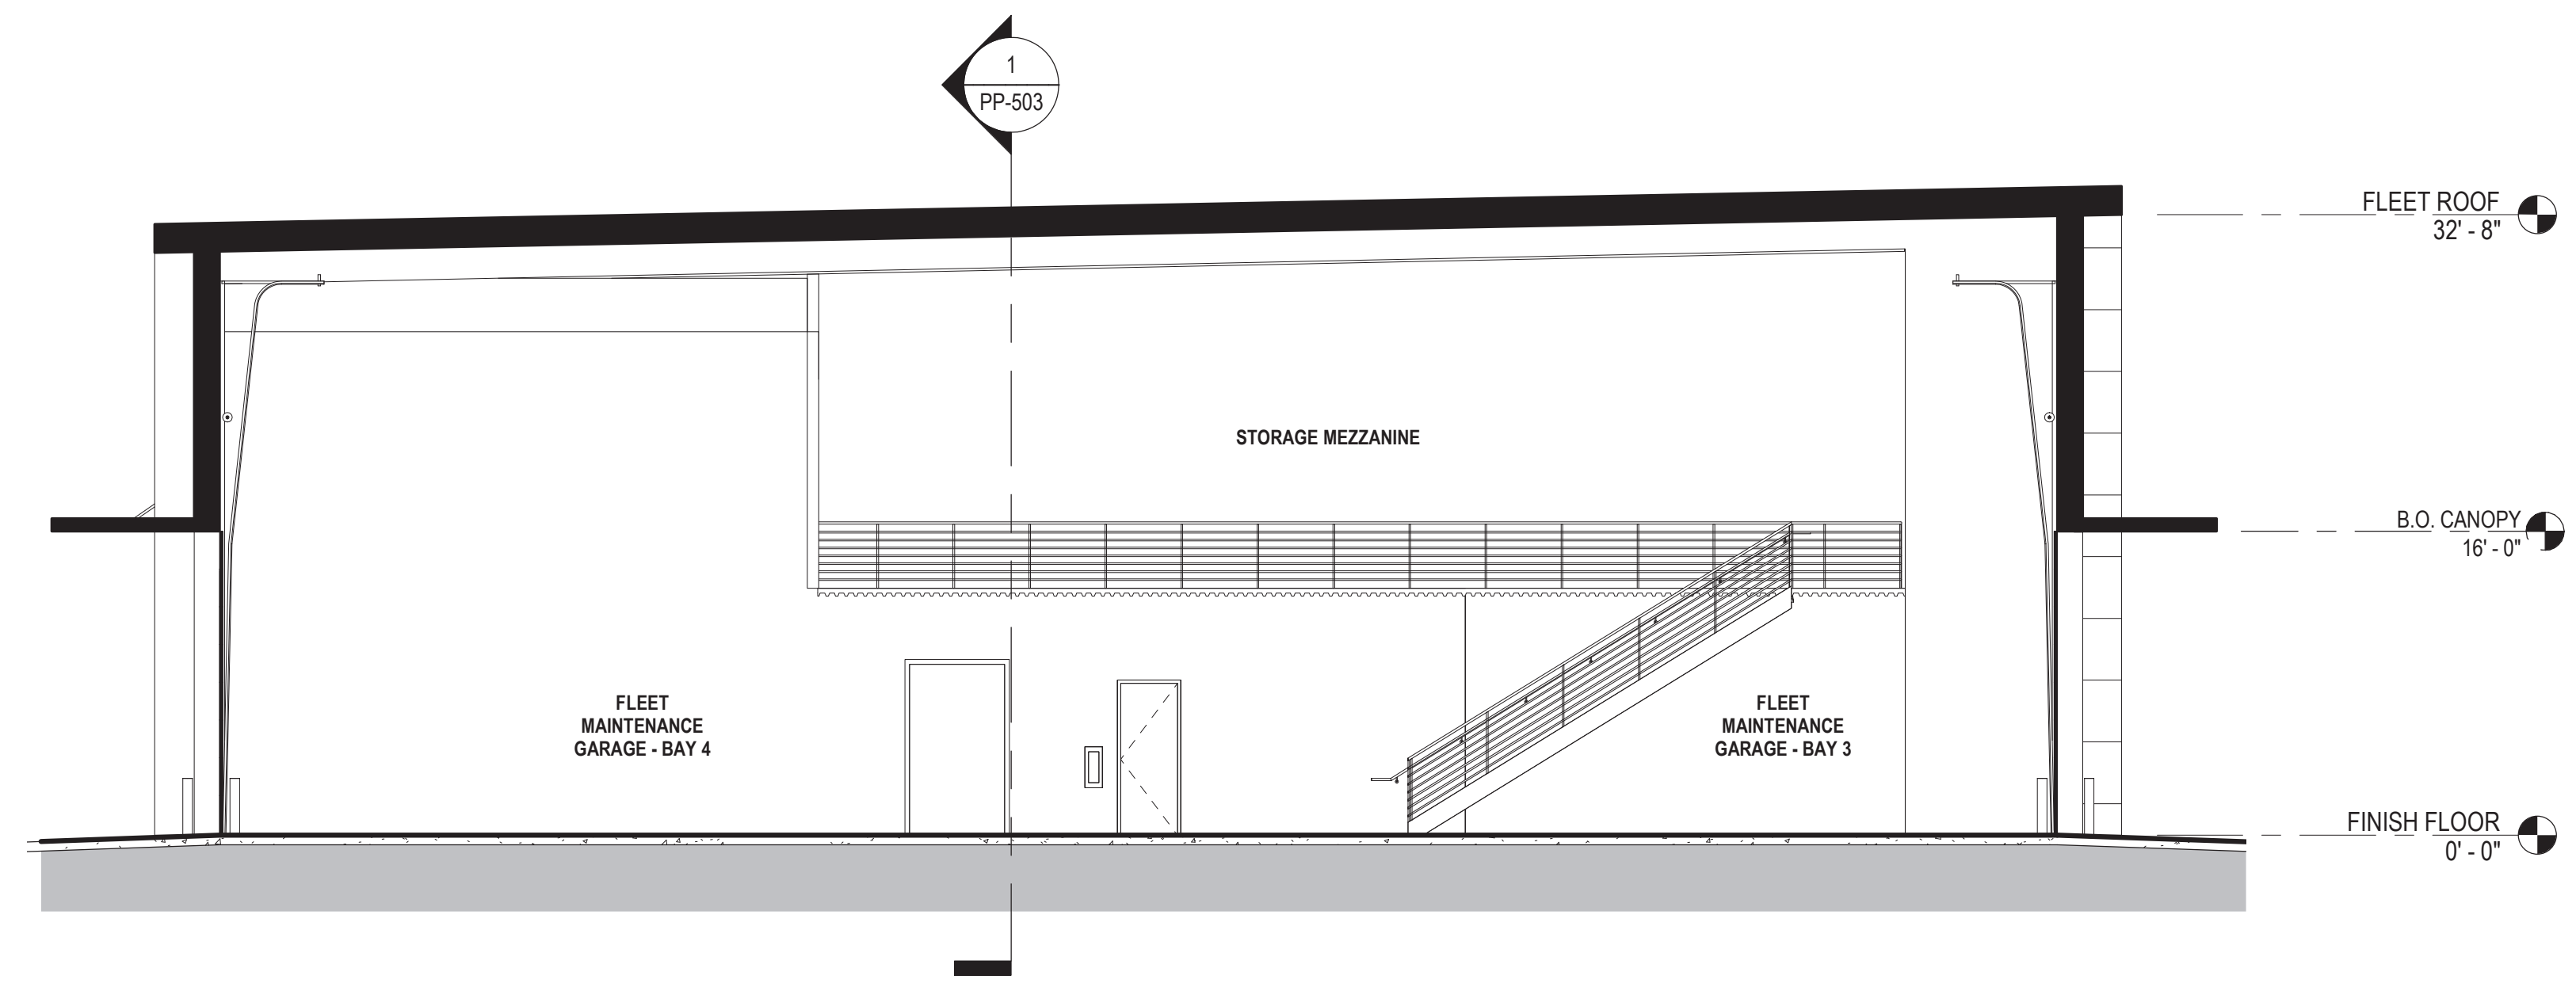 1
PP-503
FLEET ROOF
32' - 8"
STORAGE MEZZANINE
B.O. CANOPY
16' - 0"
FLEET
MAINTENANCE
GARAGE - BAY 4
FLEET
MAINTENANCE
GARAGE - BAY 3
FINISH FLOOR
0' - 0"